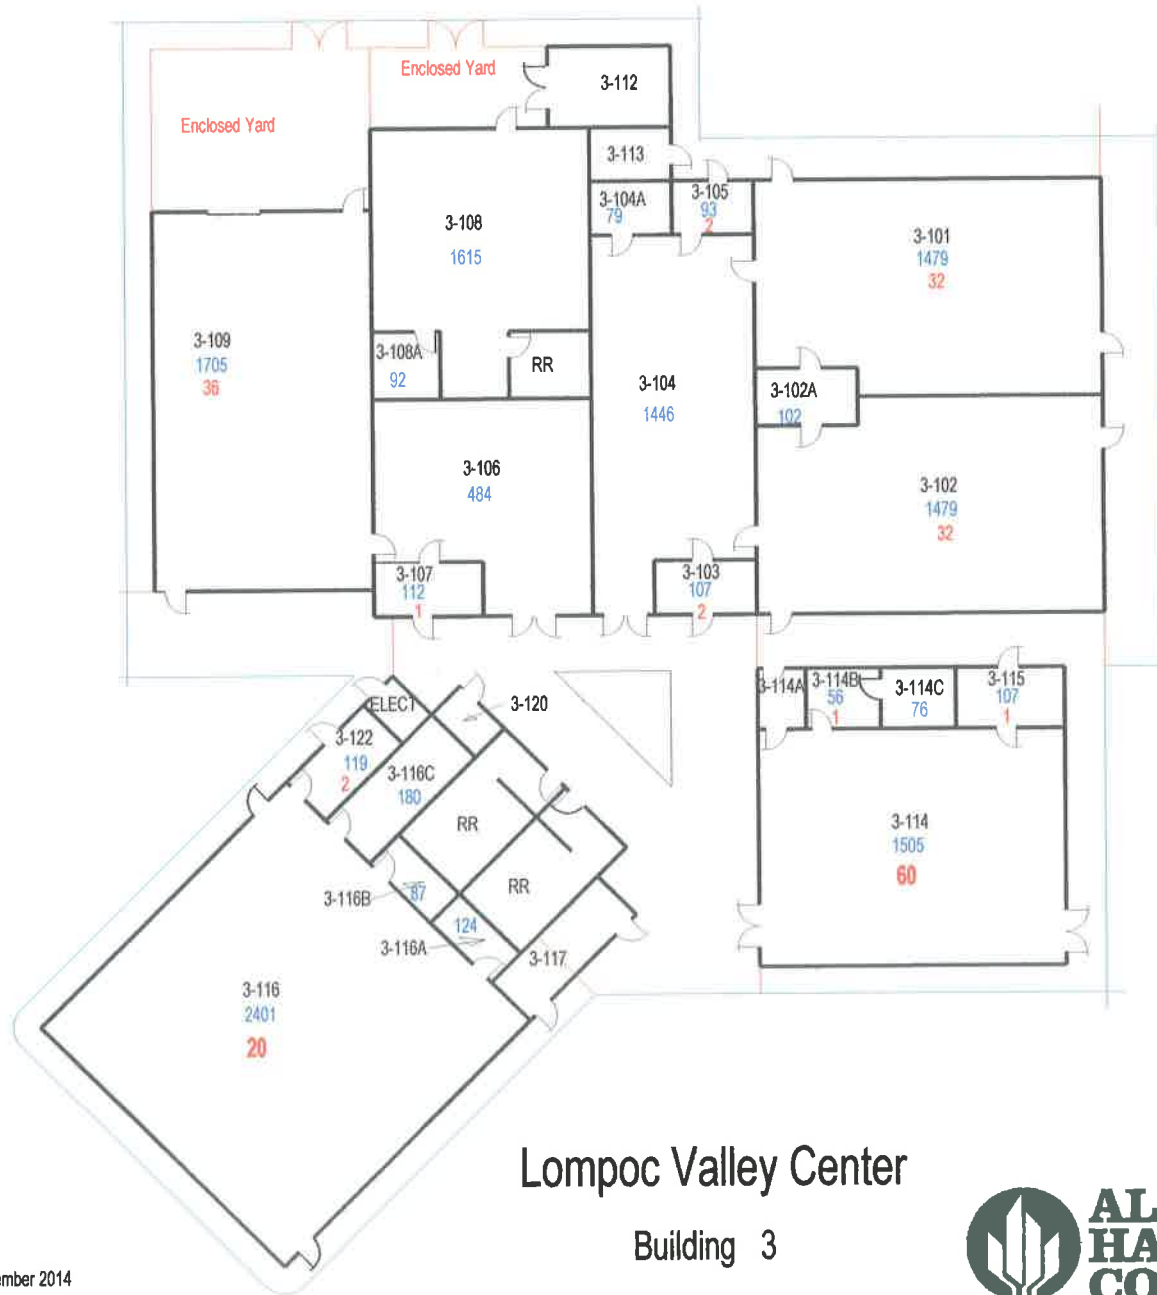 Enclosed Yard
3-112
Enclosed Yard
3-113
3-104A
79
3-105
93
2
3-108
1615
3-101
1479
32
3-109
1705
36
3-108A
92
RR
3-104
1446
3-102A
102
3-106
484
3-102
1479
32
3-107
112
1
3-103
107
2
3-114A
3-114B
56
1
3-114C
76
3-115
107
1
ELECT
3-120
3-122
119
2
3-116C
180
RR
3-114
1505
60
RR
3-116B
87
124
3-116A
3-117
3-116
2401
20
Lompoc Valley Center
Building 3
ember 2014
AL
HA
CO